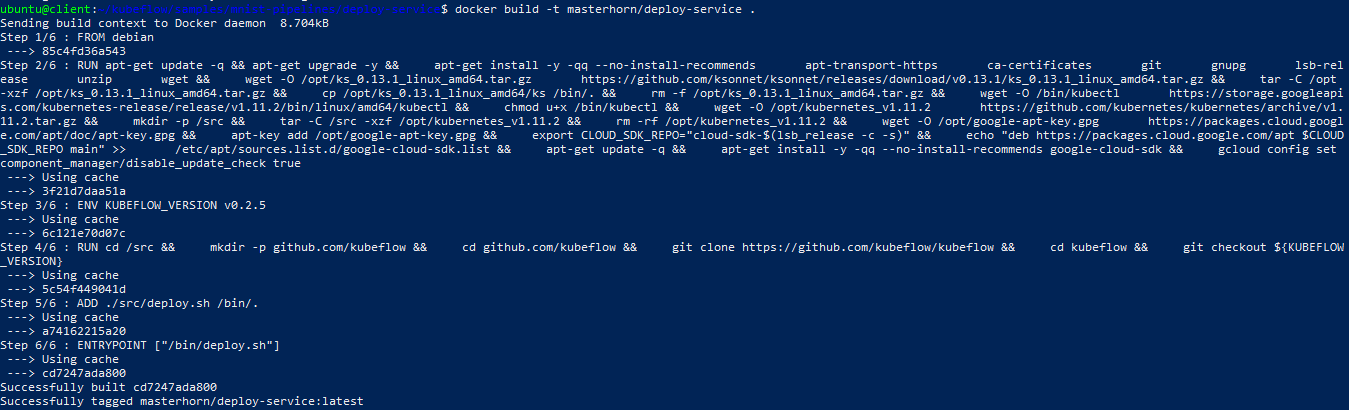 ubuntu@client:~/kubeflow/examples/mnist-pipelines/deploy-service$ docker build -t masterhorn/deploy-service .
Sending build context to Docker daemon  8.704kB
Step 1/6 : FROM debian
 ---> 85c4fd36a543
Step 2/6 : RUN apt-get update -q && apt-get upgrade -y &&     apt-get install -y -qq --no-install-recommends       apt-transport-https       ca-certificates       git       gnupg       lsb-rel
ease       unzip       wget &&     wget -O /opt/ks_0.13.1_linux_amd64.tar.gz       https://github.com/ksonnet/ksonnet/releases/download/v0.13.1/ks_0.13.1_linux_amd64.tar.gz &&     tar -C /opt
-xzf /opt/ks_0.13.1_linux_amd64.tar.gz &&     cp /opt/ks_0.13.1_linux_amd64/ks /bin/. &&     rm -f /opt/ks_0.13.1_linux_amd64.tar.gz &&     wget -O /bin/kubectl       https://storage.googleapi
s.com/kubernetes-release/release/v1.11.2/bin/linux/amd64/kubectl &&     chmod u+x /bin/kubectl &&     wget -O /opt/kubernetes_v1.11.2       https://github.com/kubernetes/kubernetes/archive/v1.
11.2.tar.gz &&     mkdir -p /src &&     tar -C /src -xzf /opt/kubernetes_v1.11.2 &&     rm -rf /opt/kubernetes_v1.11.2 &&     wget -O /opt/google-apt-key.gpg       https://packages.cloud.googl
e.com/apt/doc/apt-key.gpg &&     apt-key add /opt/google-apt-key.gpg &&     export CLOUD_SDK_REPO="cloud-sdk-$(lsb_release -c -s)" &&     echo "deb https://packages.cloud.google.com/apt $CLOUD
_SDK_REPO main" >>       /etc/apt/sources.list.d/google-cloud-sdk.list &&     apt-get update -q &&     apt-get install -y -qq --no-install-recommends google-cloud-sdk &&     gcloud config set
component_manager/disable_update_check true
 ---> Using cache
 ---> 3f21d7daa51a
Step 3/6 : ENV KUBEFLOW_VERSION v0.2.5
 ---> Using cache
 ---> 6c121e70d07c
Step 4/6 : RUN cd /src &&     mkdir -p github.com/kubeflow &&     cd github.com/kubeflow &&     git clone https://github.com/kubeflow/kubeflow &&     cd kubeflow &&     git checkout ${KUBEFLOW
_VERSION}
 ---> Using cache
 ---> 5c54f449041d
Step 5/6 : ADD ./src/deploy.sh /bin/.
 ---> Using cache
 ---> a74162215a20
Step 6/6 : ENTRYPOINT ["/bin/deploy.sh"]
 ---> Using cache
 ---> cd7247ada800
Successfully built cd7247ada800
Successfully tagged masterhorn/deploy-service:latest